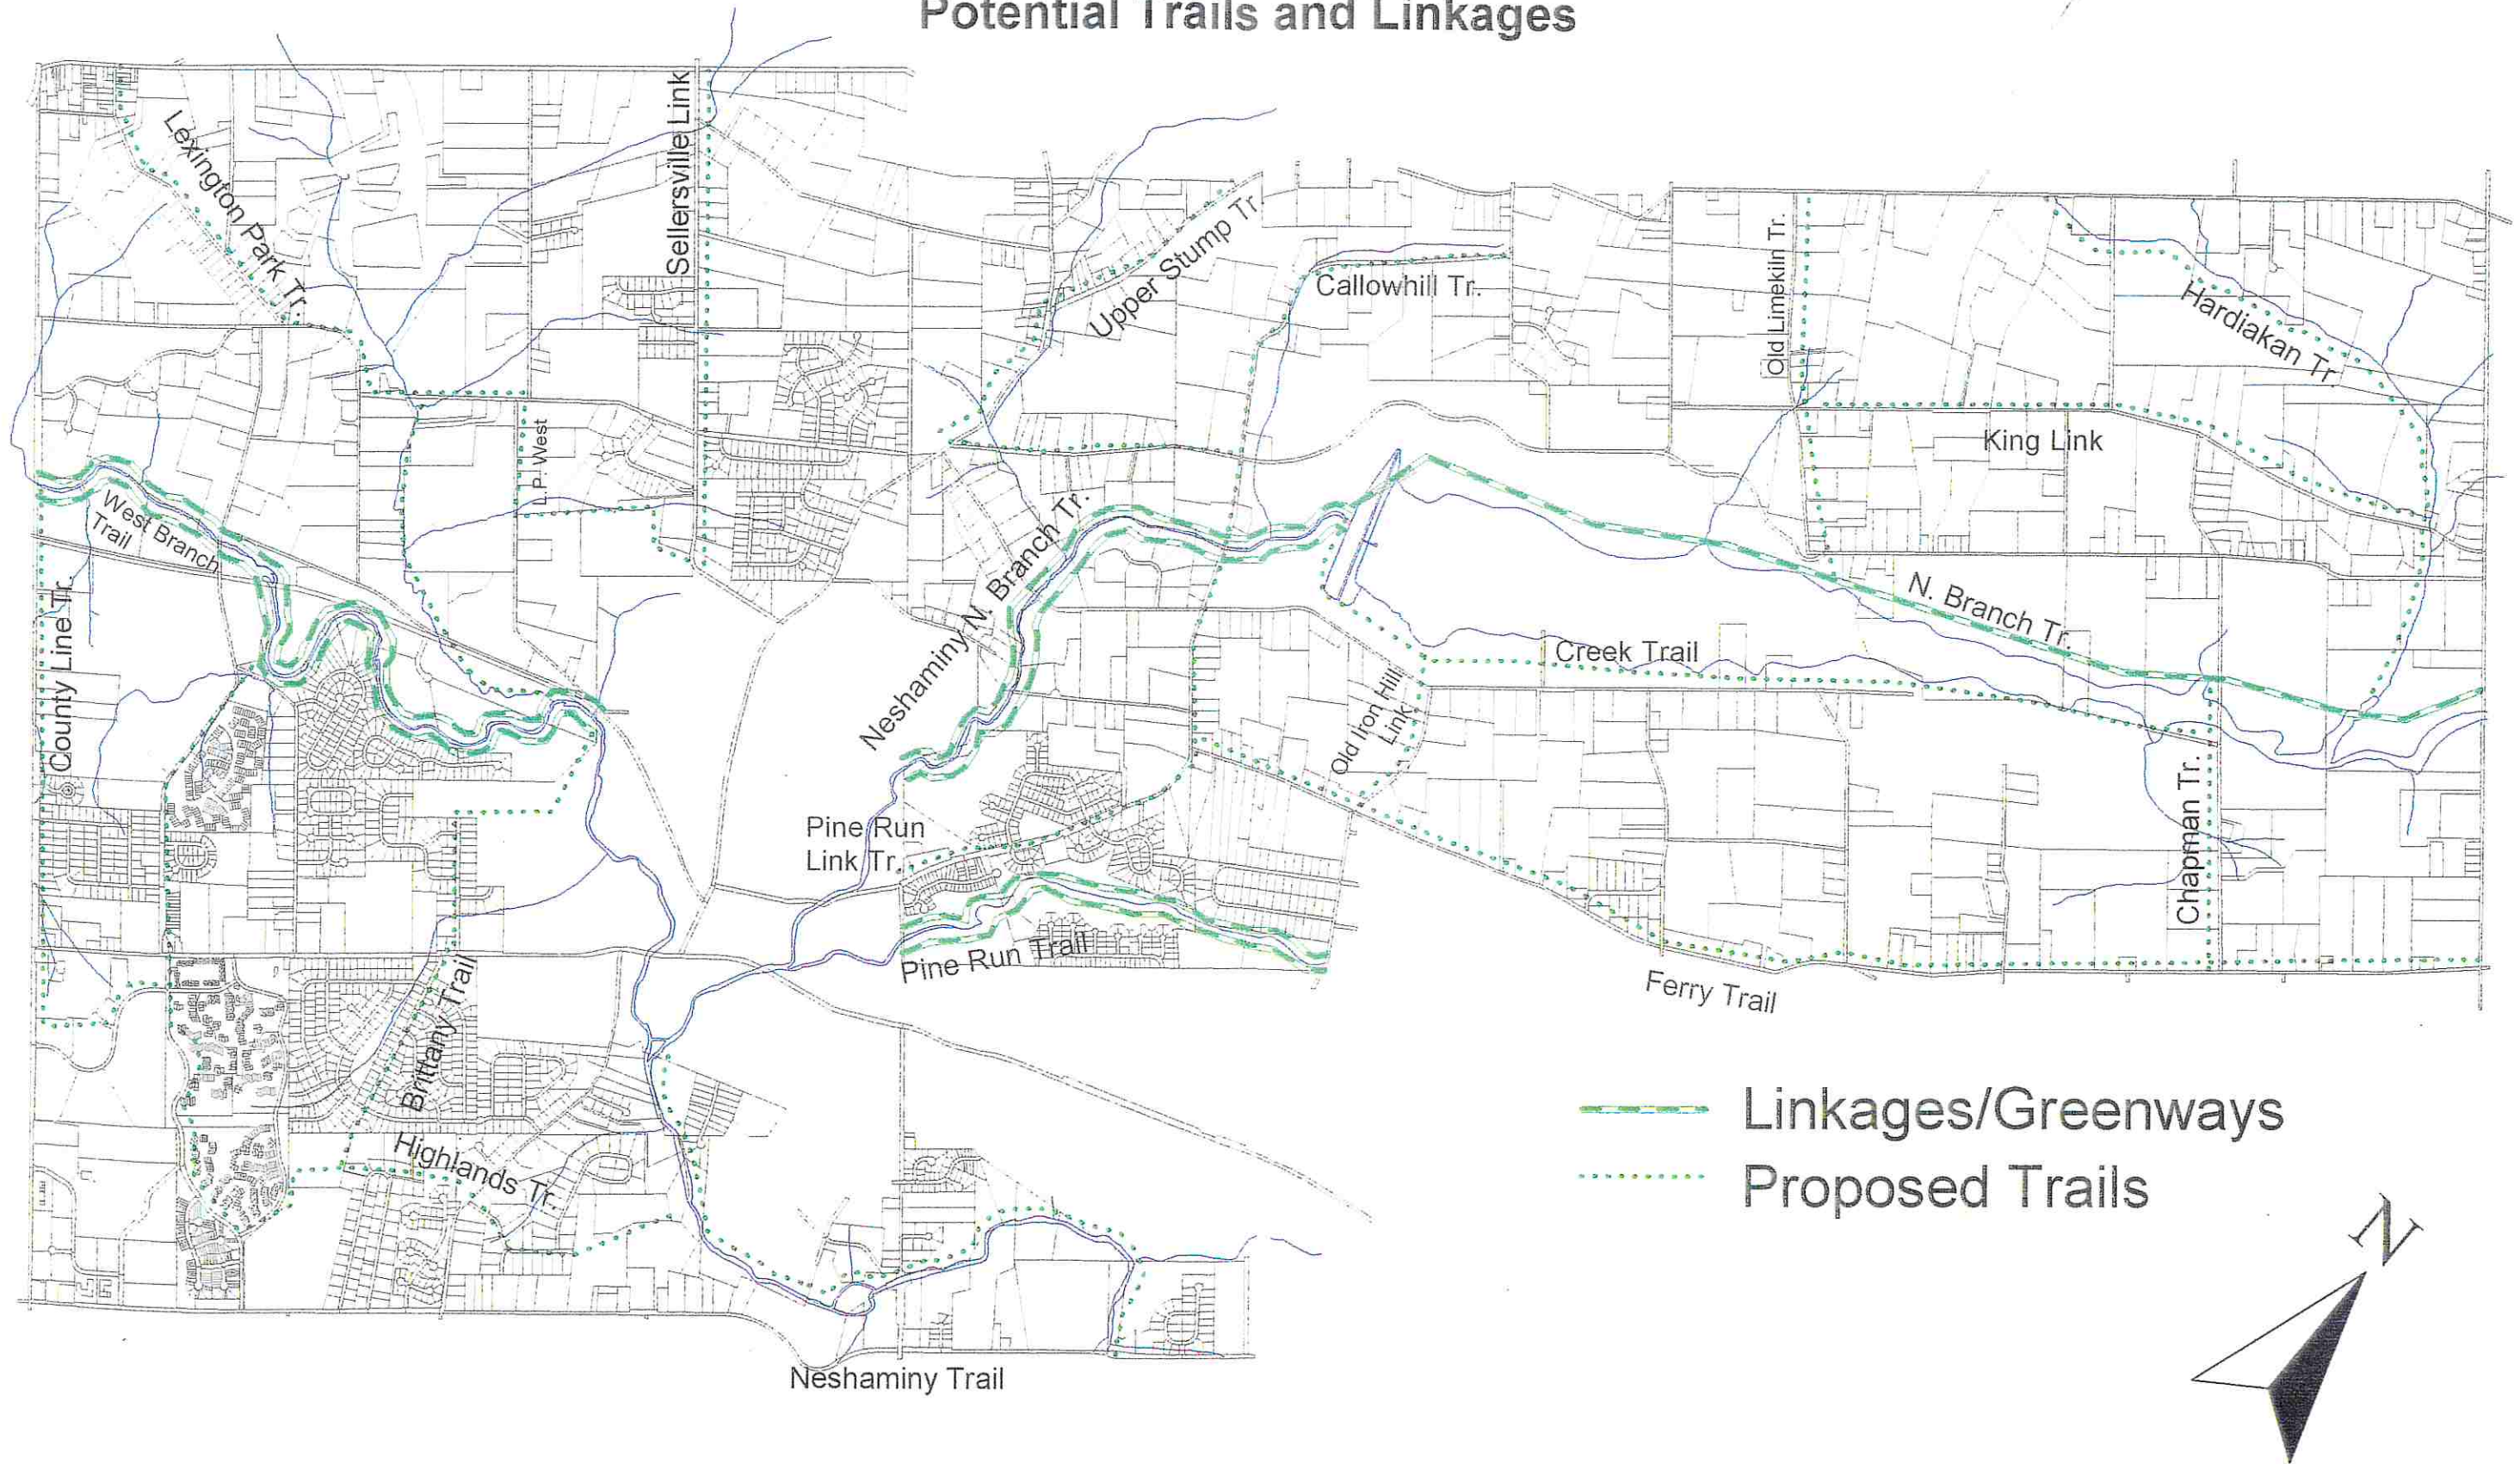 Potential Trails and Linkages
Lexington Park Tr.
Sellersville Link
Upper Stump Tr.
Callowhill Tr.
Old Limekiln Tr.
Hardiakan Tr.
King Link
L.P. West
West Branch
Trail
County Line Tr.
Neshaminy N. Branch Tr.
N. Branch Tr.
Creek Trail
Old Iron Hill
Link
Pine Run
Link Tr.
Chapman Tr.
Pine Run Trail
Brittany Trail
Ferry Trail
Highlands Tr.
Neshaminy Trail
Linkages/Greenways
Proposed Trails
N